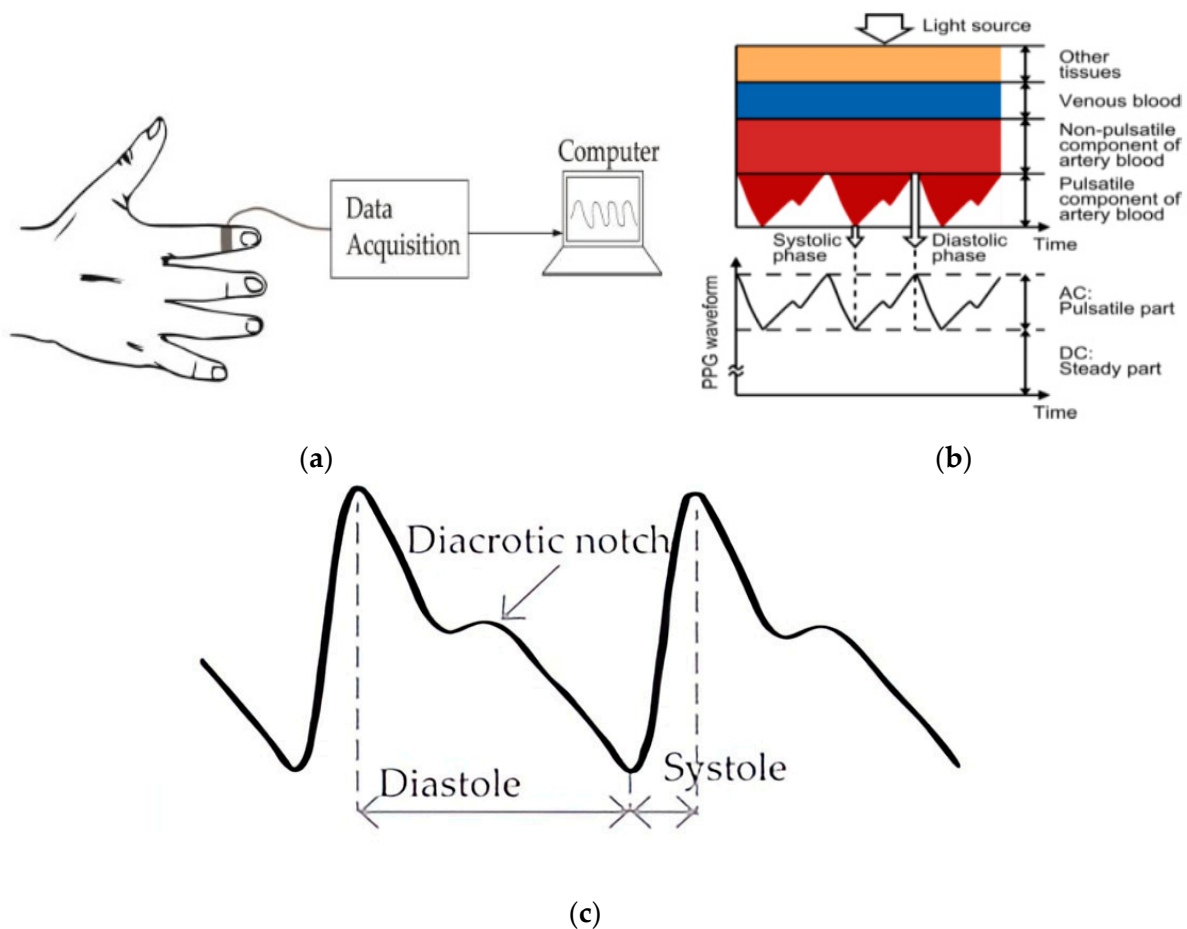 Computer
Data
Acquisition
(a)
Light source
Other
tissues
Venous blood
Non-pulsatile
component of
artery blood
Pulsatile
component of
artery blood
Time
Systolic
phase
Diastolic
phase
PPG waveform
AC:
Pulsatile part
DC:
Steady part
Time
(b)
Diacrotic notch
Diastole
Systole
(c)